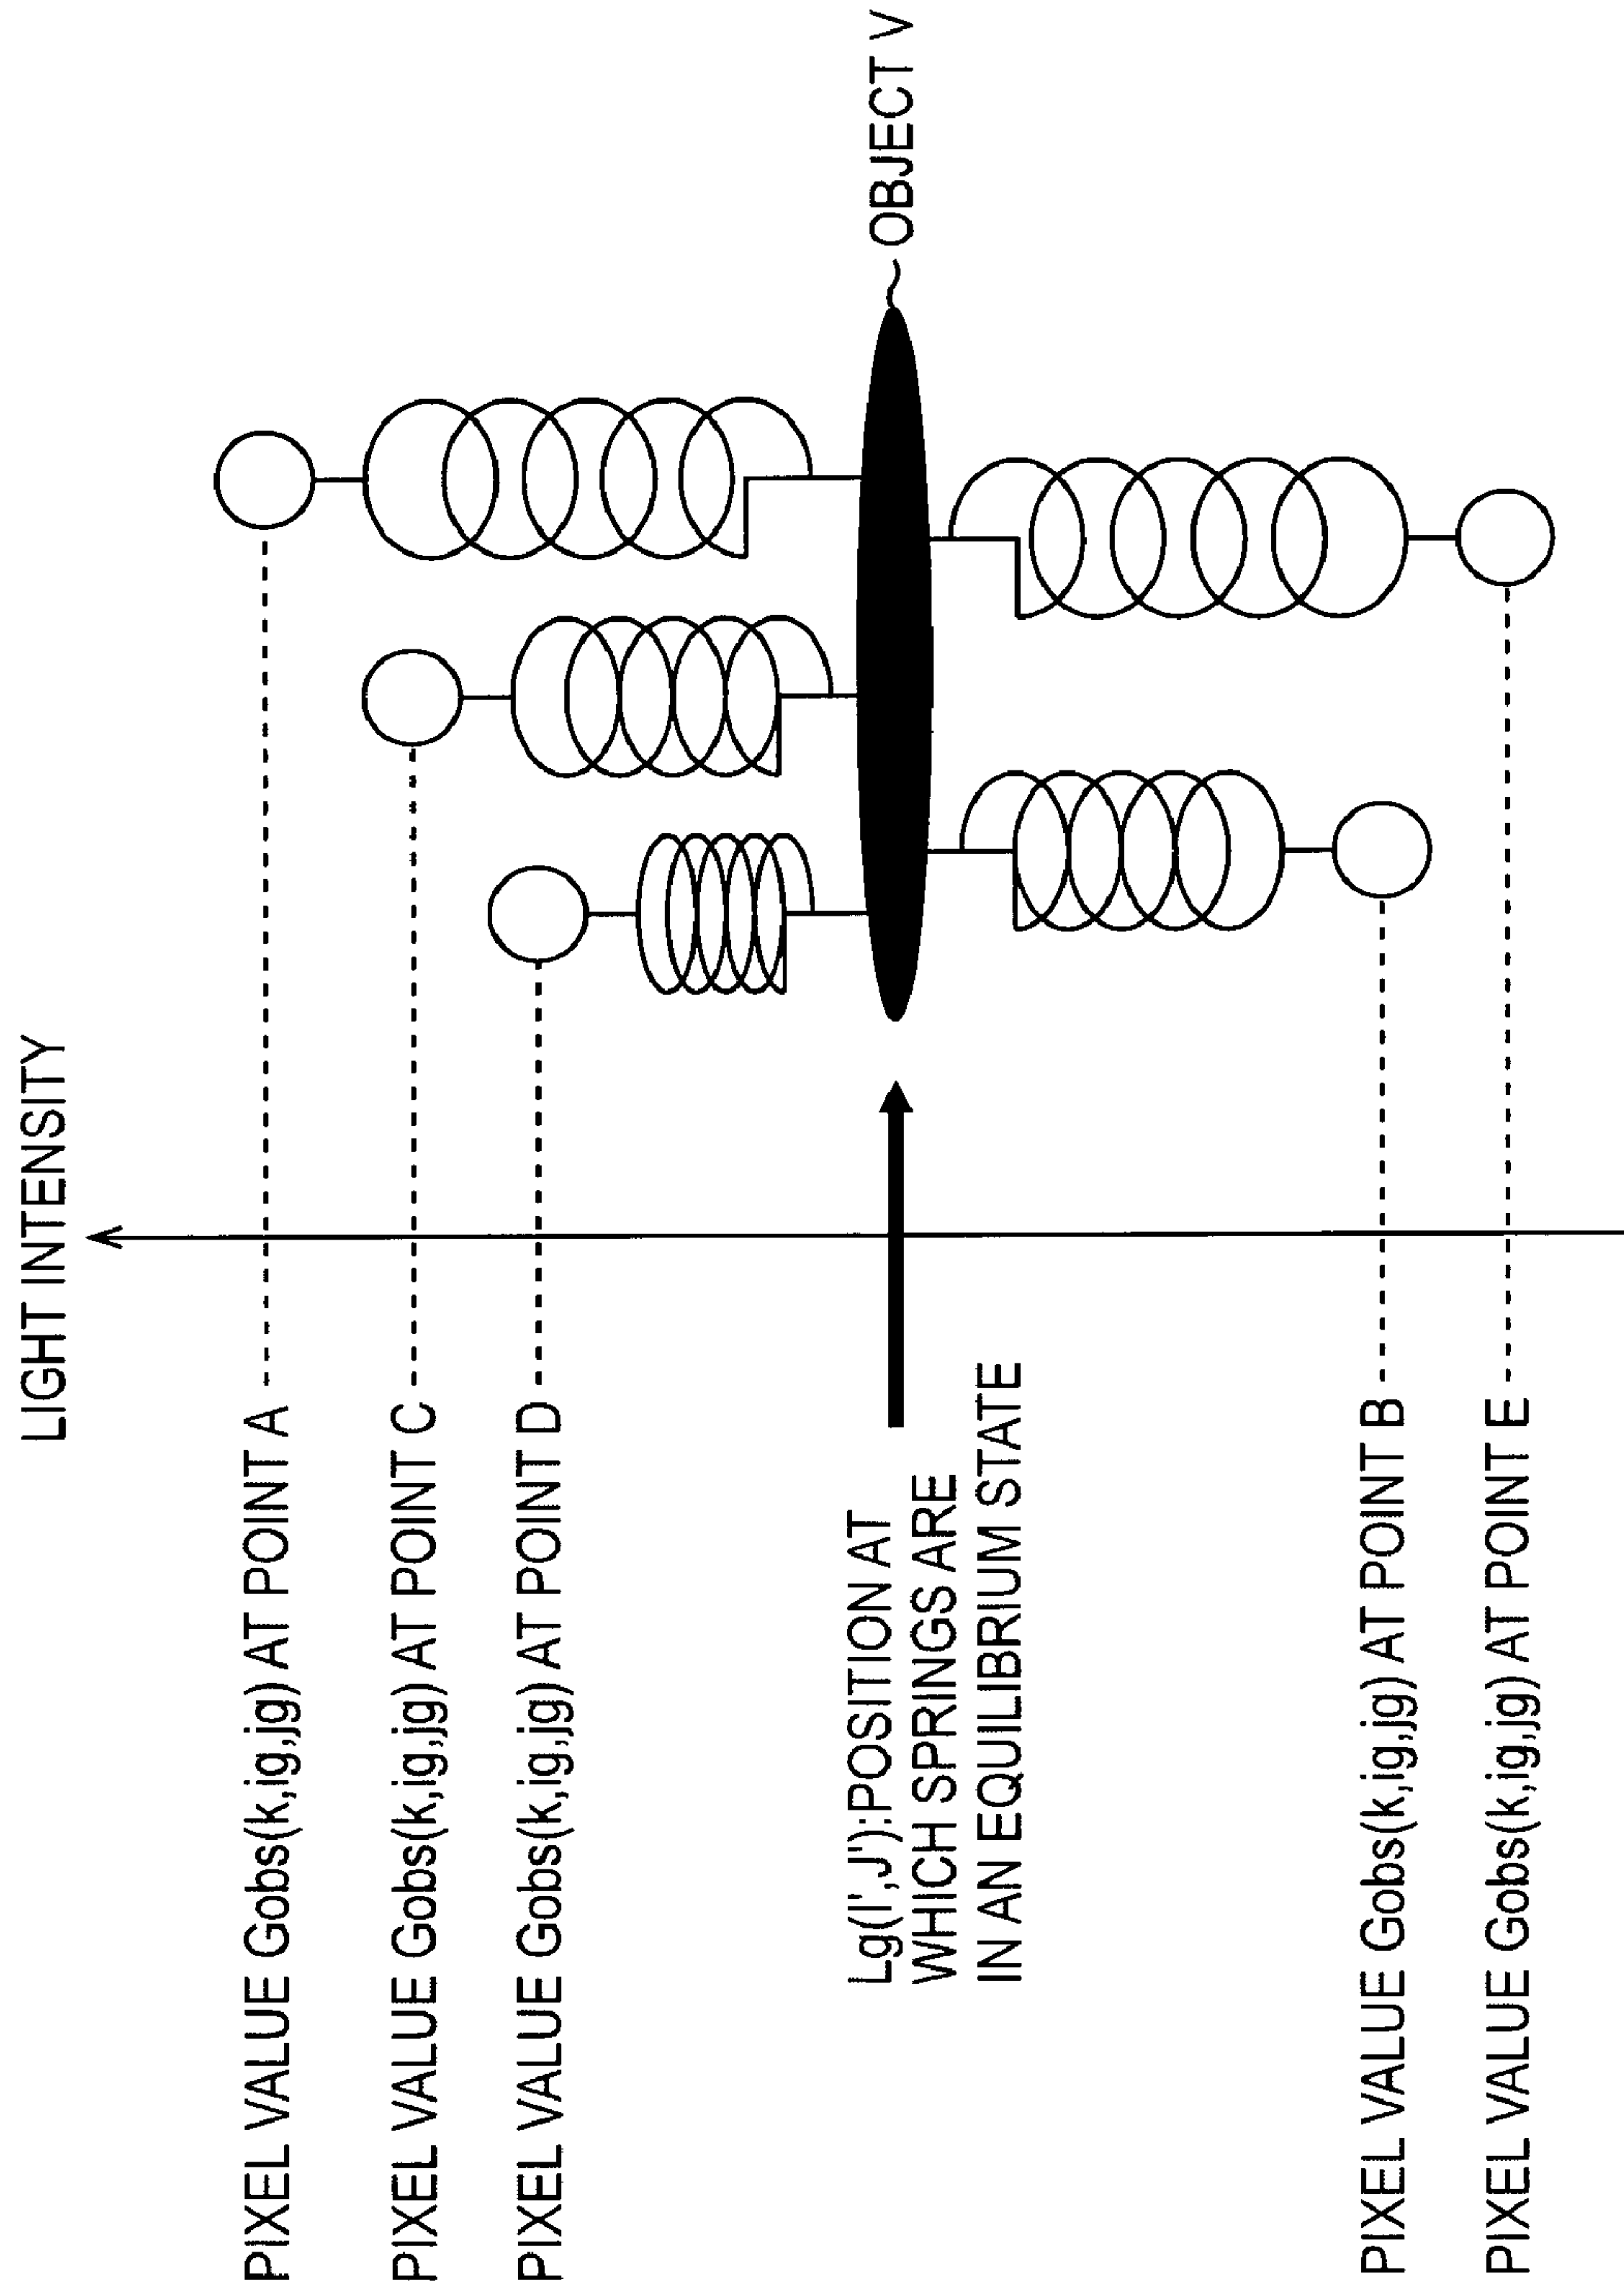 LIGHT INTENSITY
PIXEL VALUE Gobs(k,ig,jg) AT POINT A
PIXEL VALUE Gobs(k,ig,jg) AT POINT C
PIXEL VALUE Gobs(k,ig,jg) AT POINT D
Lg(I',J'):POSITION AT
WHICH SPRINGS ARE
IN AN EQUILIBRIUM STATE
OBJECT V
PIXEL VALUE Gobs(k,ig,jg) AT POINT B
PIXEL VALUE Gobs(k,ig,jg) AT POINT E